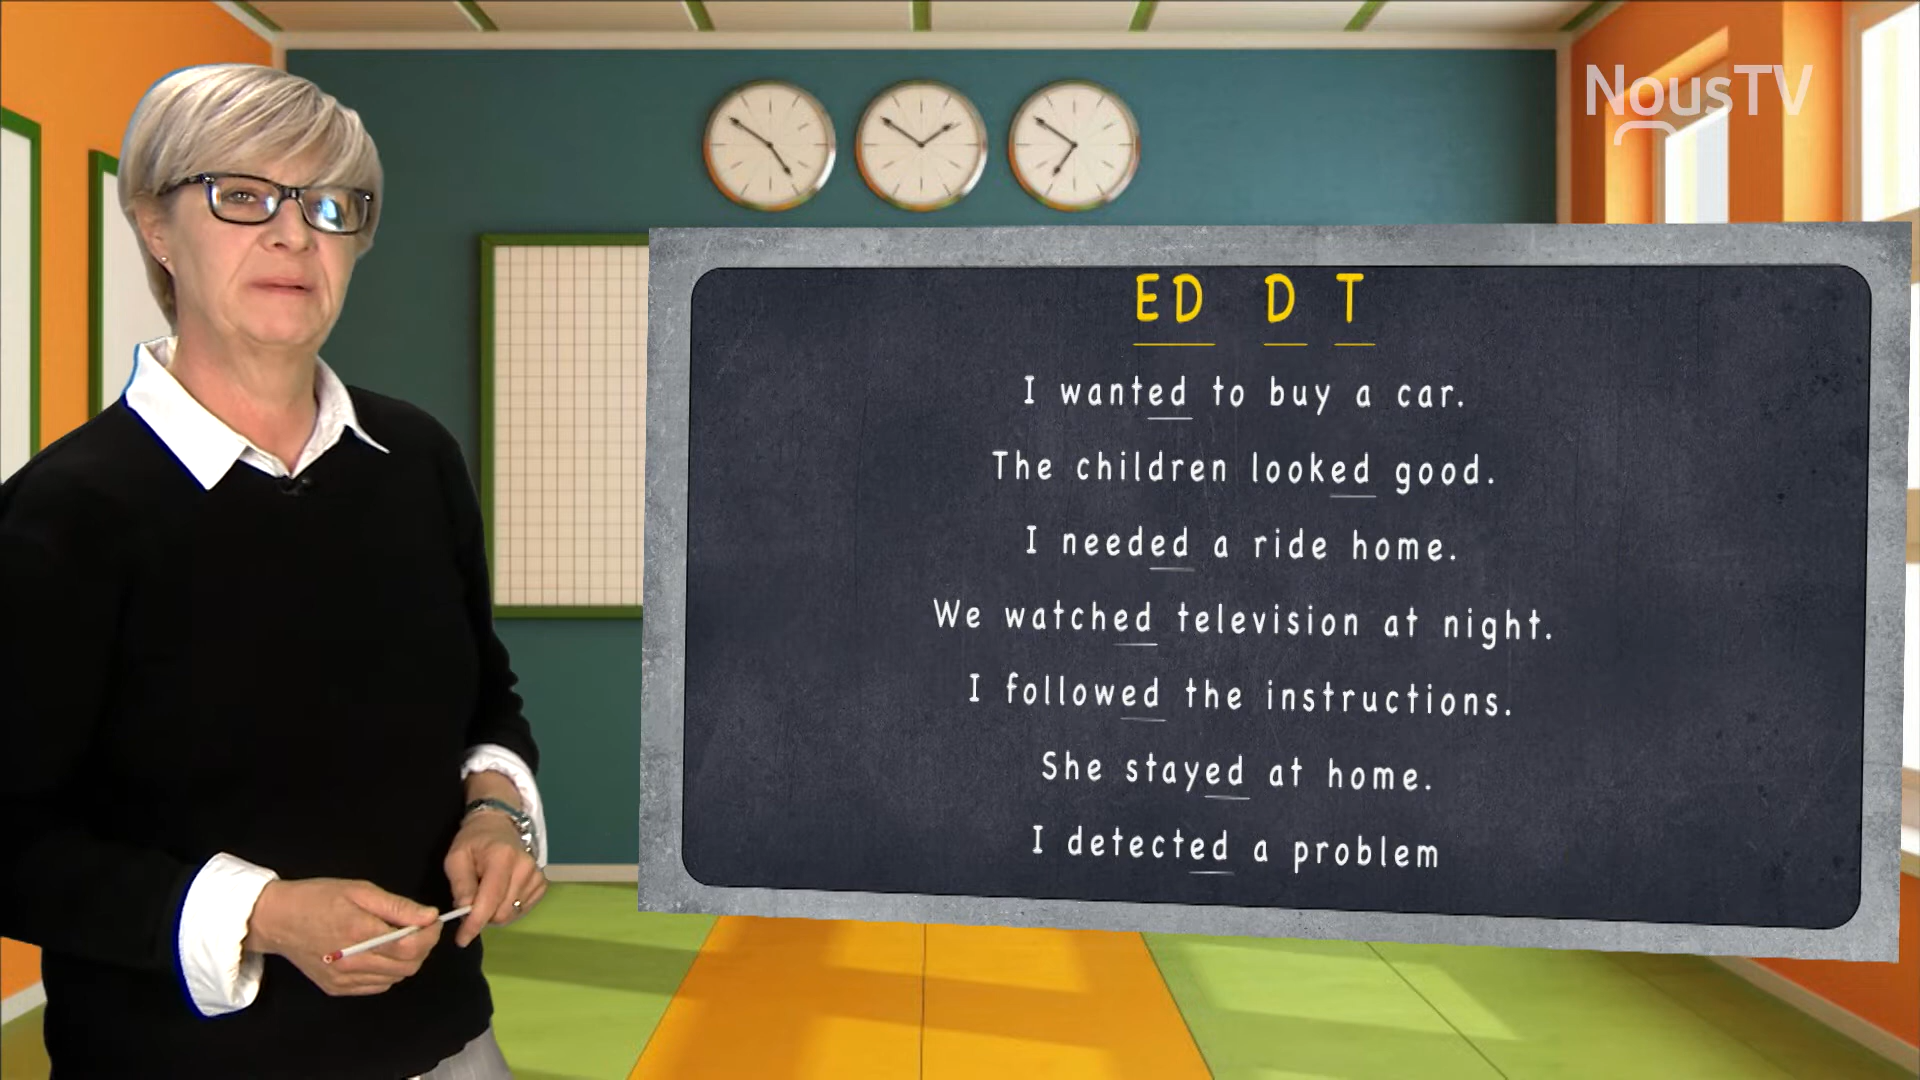 NousTV
ED D T
I wanted to buy a car.
The children looked good.
I needed a ride home.
We watched television at night.
I followed the instructions.
She stayed at home.
I detected a problem